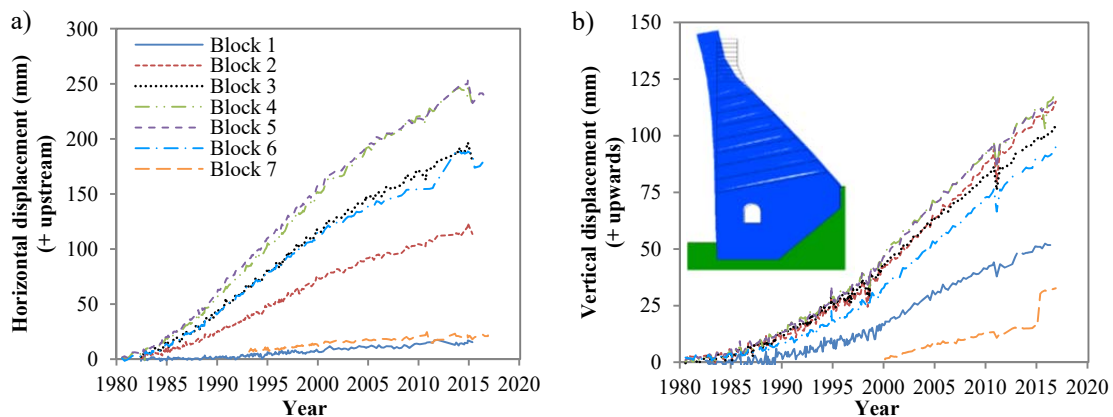 a)
Horizontal displacement (mm)
(+ upstream)
300
250
200
150
100
50
0
Block 1
Block 2
Block 3
Block 4
Block 5
Block 6
Block 7
1980 1985 1990 1995 2000 2005 2010 2015 2020
Year
b)
Vertical displacement (mm)
(+ upwards)
150
125
100
75
50
25
0
1980 1985 1990 1995 2000 2005 2010 2015 2020
Year